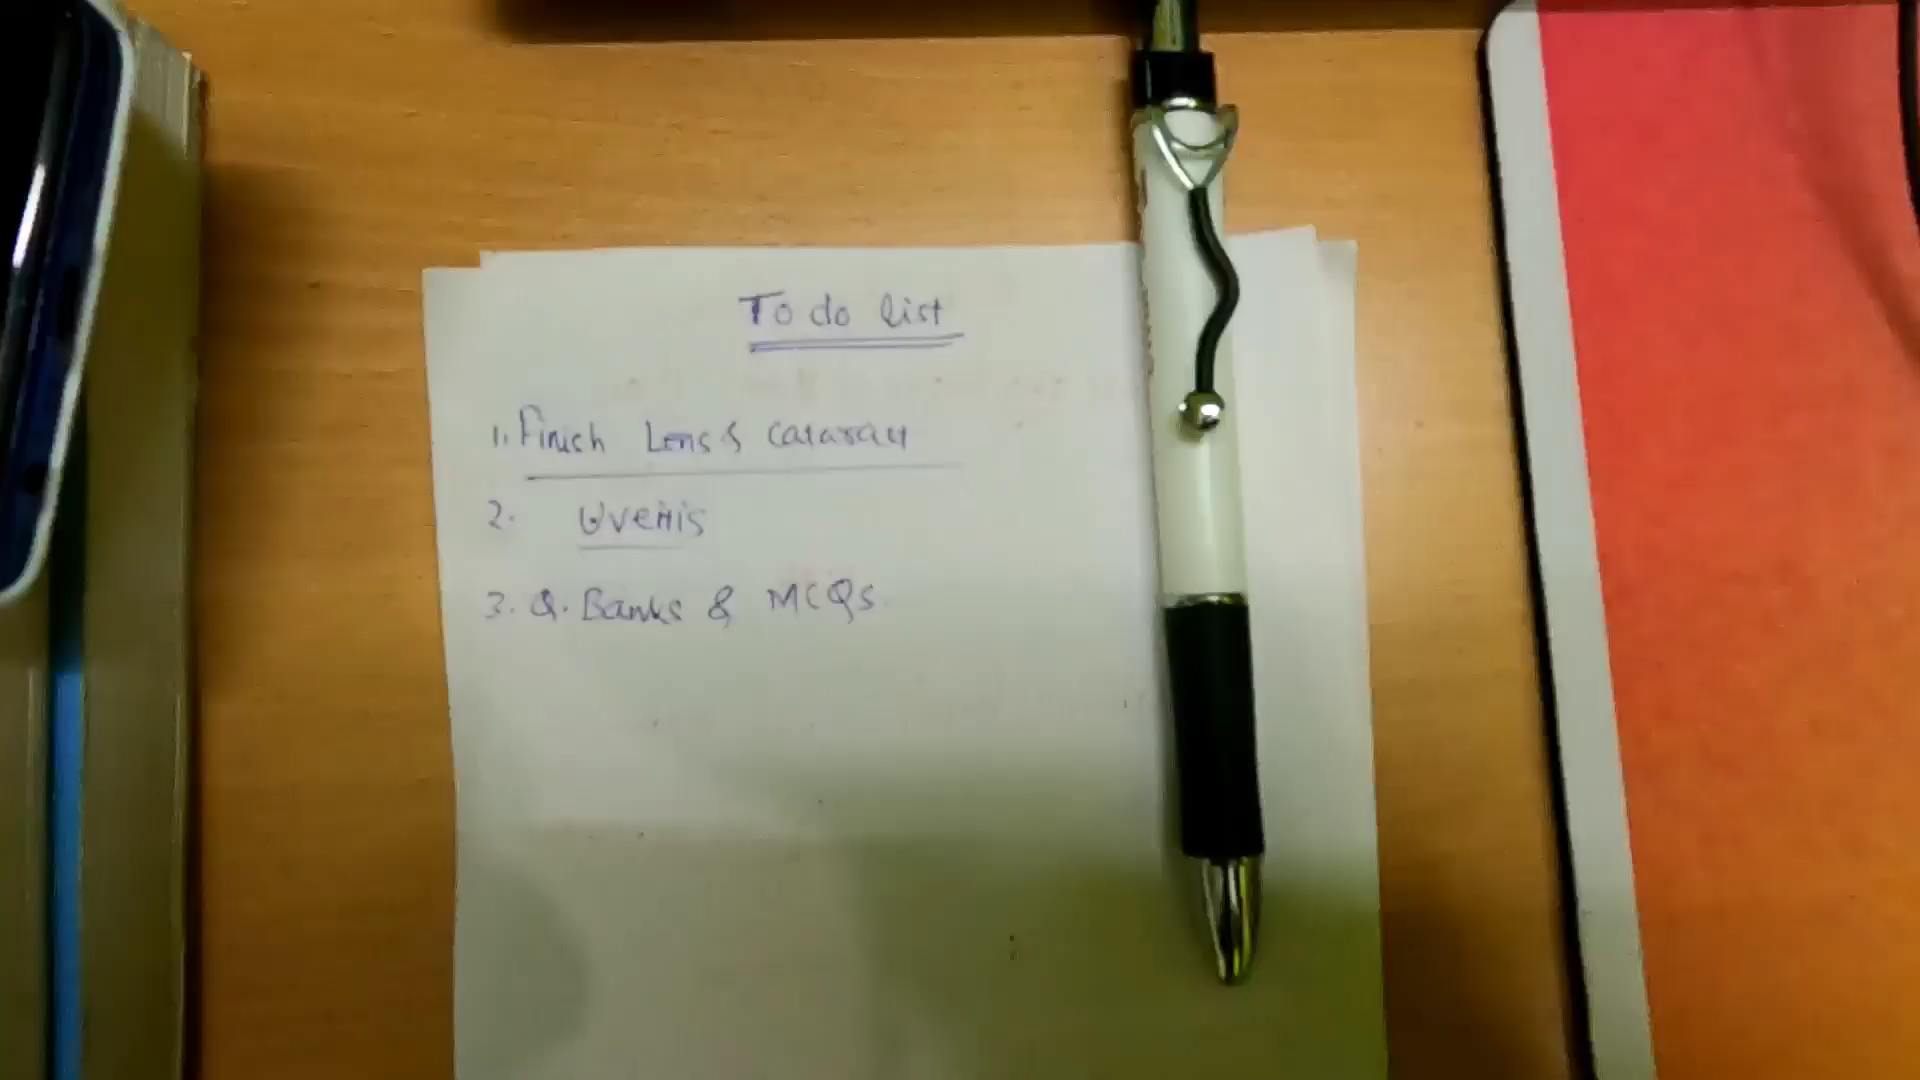 To do list
1. Finish Lens & Cataract
2. Uveitis
3. Q. Banks & MCQs.